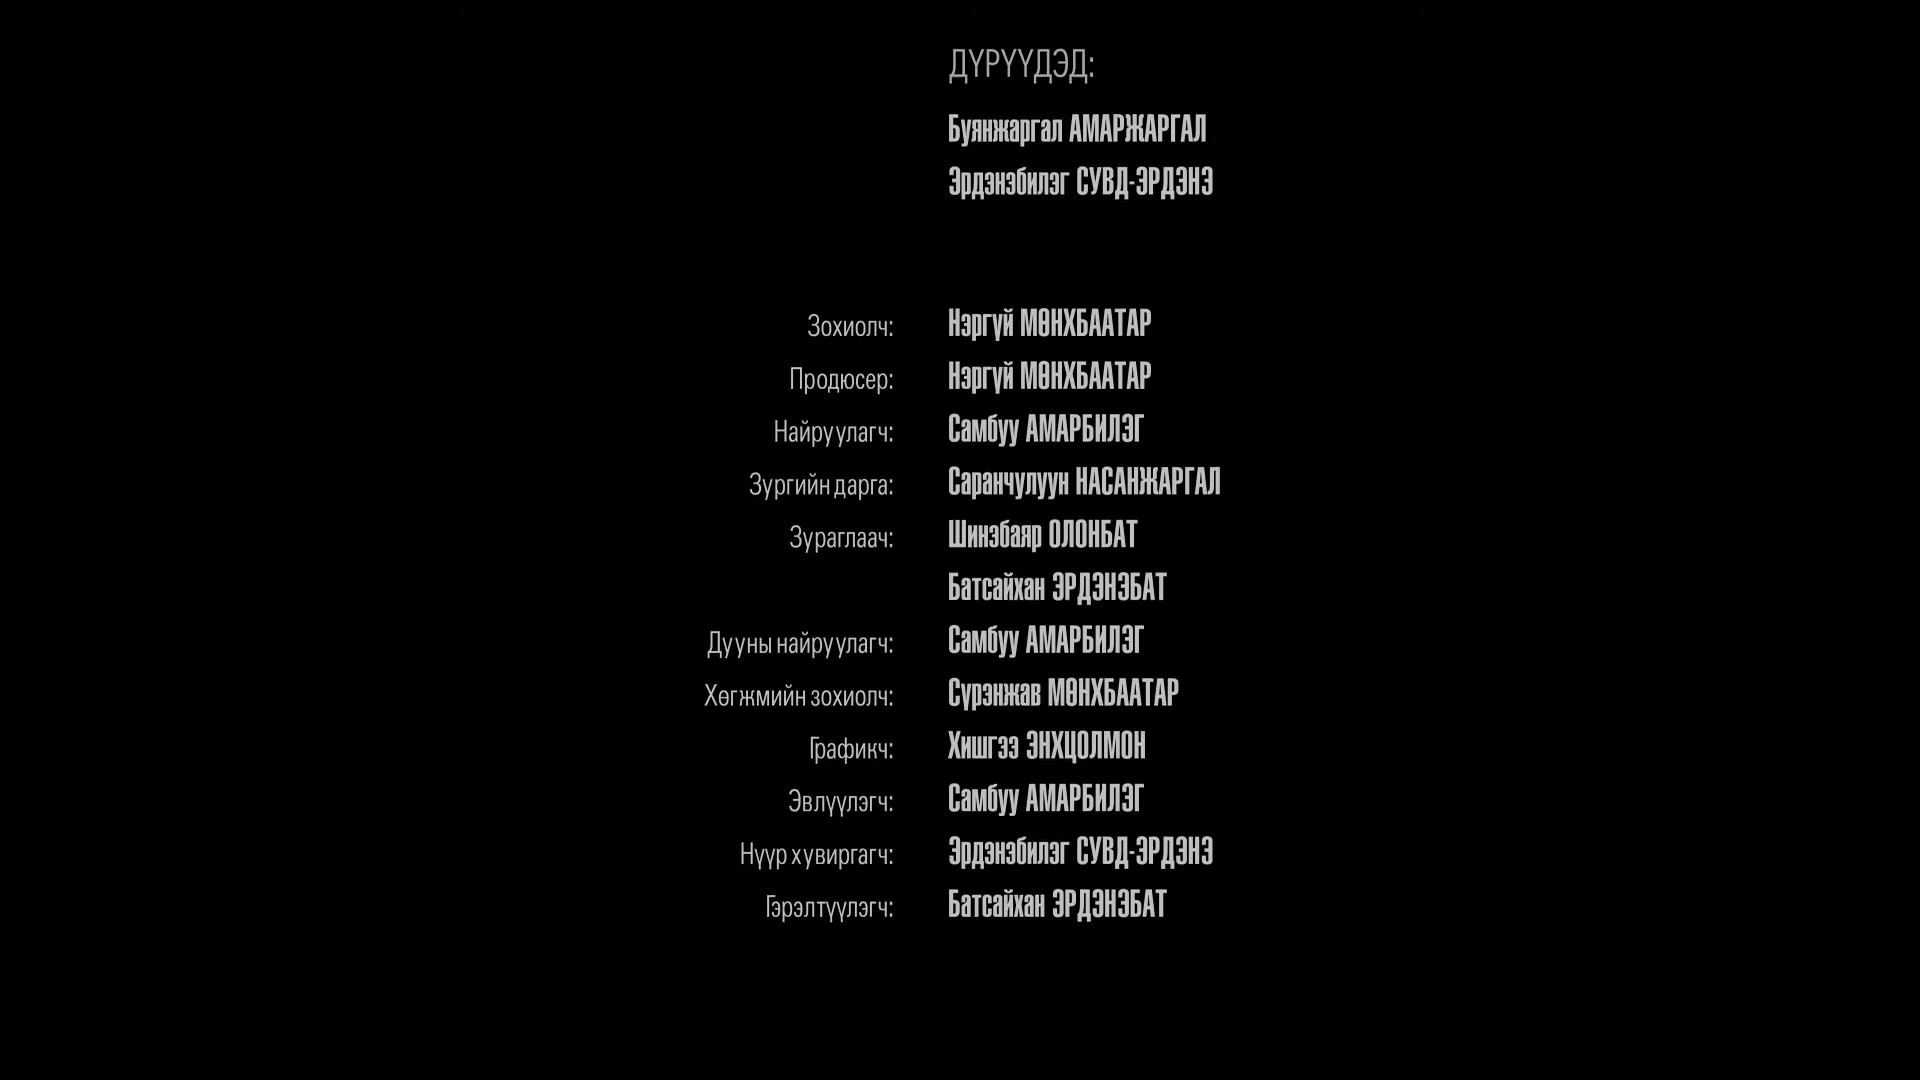 ДҮРҮҮДЭД:
Буянжаргал АМАРЖАРГАЛ
Эрдэнэбилэг СУВД-ЭРДЭНЭ
Зохиолч: Нэргүй МӨНХБААТАР
Продюсер: Нэргүй МӨНХБААТАР
Найруулагч: Самбуу АМАРБИЛЭГ
Зургийн дарга: Саранчулуун НАСАНЖАРГАЛ
Зураглаач: Шинэбаяр ОЛОНБАТ
Батсайхан ЭРДЭНЭБАТ
Дууны найруулагч: Самбуу АМАРБИЛЭГ
Хөгжмийн зохиолч: Сүрэнжав МӨНХБААТАР
Графикч: Хишгээ ЭНХЦОЛМОН
Эвлүүлэгч: Самбуу АМАРБИЛЭГ
Нүүр хувиргагч: Эрдэнэбилэг СУВД-ЭРДЭНЭ
Гэрэлтүүлэгч: Батсайхан ЭРДЭНЭБАТ